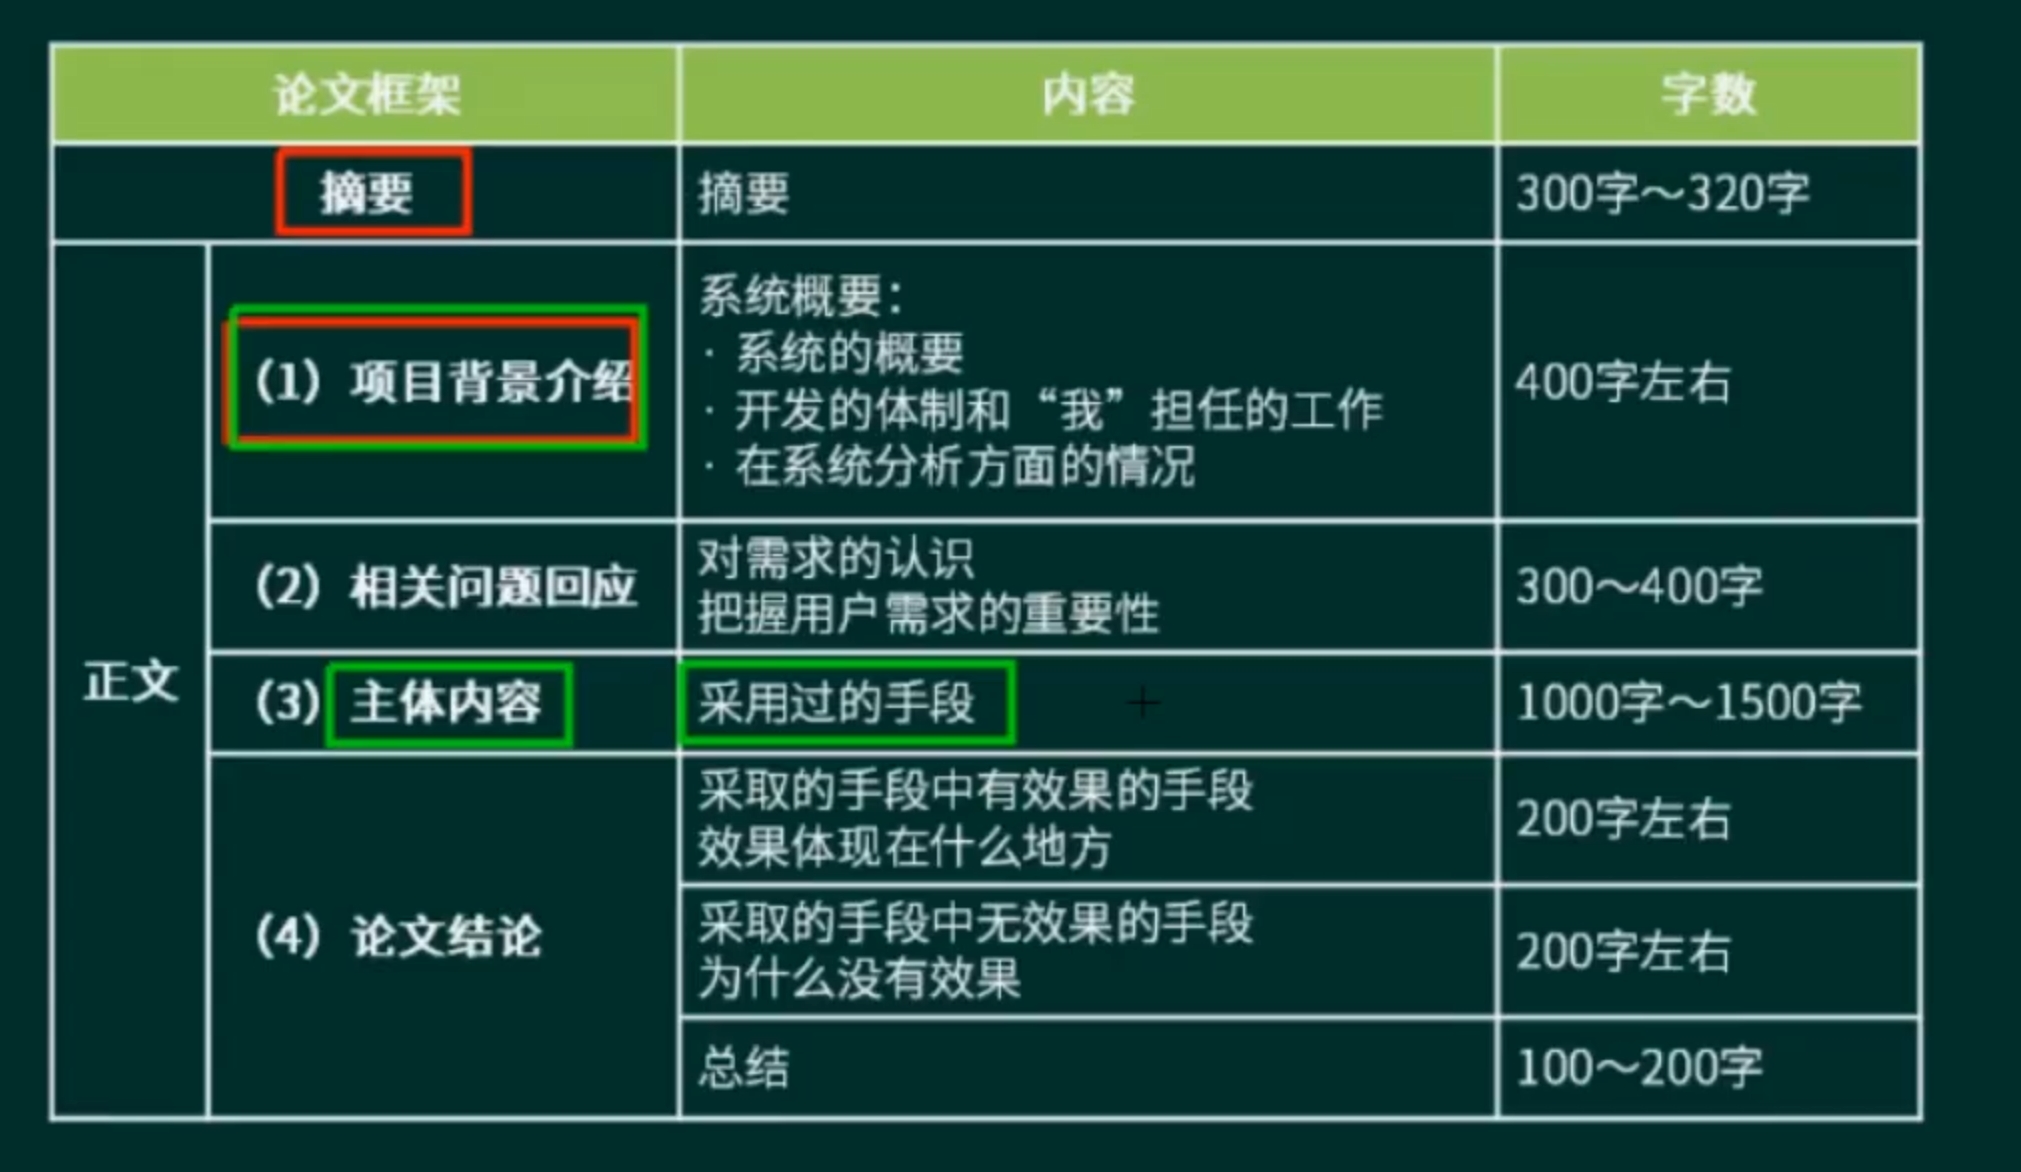 论文框架
内容
字数
摘要
摘要
300字～320字
正文
（1）项目背景介绍
系统概要：
· 系统的概要
· 开发的体制和“我”担任的工作
· 在系统分析方面的情况
400字左右
（2）相关问题回应
对需求的认识
把握用户需求的重要性
300～400字
（3）主体内容
采用过的手段
1000字～1500字
（4）论文结论
采取的手段中有效果的手段
效果体现在什么地方
200字左右
采取的手段中无效果的手段
为什么没有效果
200字左右
总结
100～200字